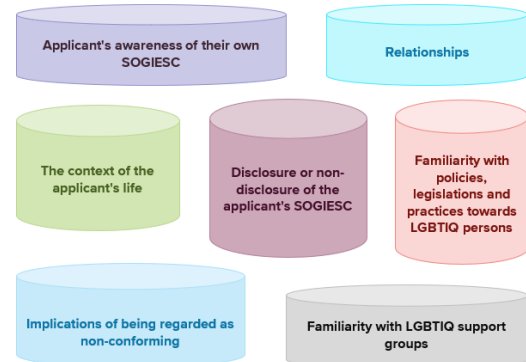 Applicant's awareness of their own
SOGIESC
Relationships
The context of the
applicant's life
Disclosure or non-
disclosure of the
applicant's SOGIESC
Familiarity with
policies,
legislations and
practices towards
LGBTIQ persons
Implications of being regarded as
non-conforming
Familiarity with LGBTIQ support
groups